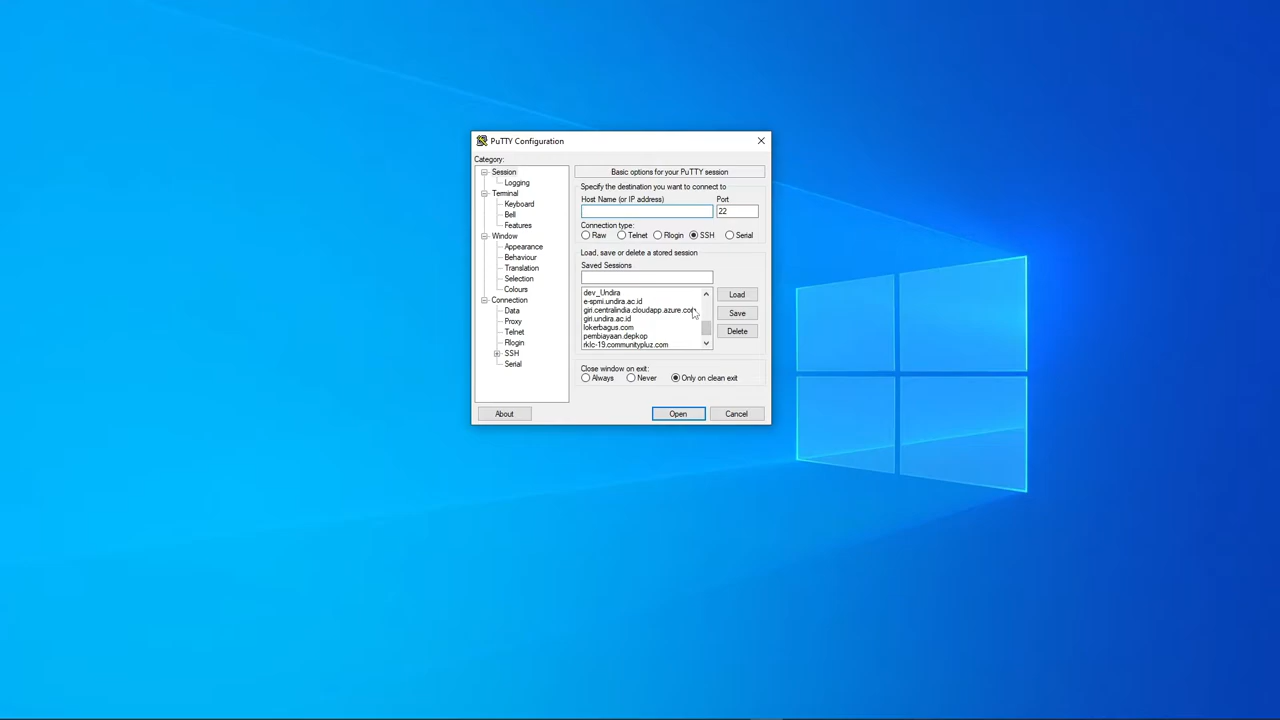 PuTTY Configuration
Category:
Session
Logging
Terminal
Keyboard
Bell
Features
Window
Appearance
Behaviour
Translation
Selection
Colours
Connection
Data
Proxy
Telnet
Rlogin
SSH
Serial
Basic options for your PuTTY session
Specify the destination you want to connect to
Host Name (or IP address) Port
22
Connection type:
Raw Telnet Rlogin SSH Serial
Load, save or delete a stored session
Saved Sessions
dev_Undira
e-spmi.undira.ac.id
giri.centralindia.cloudapp.azure.com
giri.undira.ac.id
lokerbagus.com
pembiayaan.depkop
rklc-19.communitypluz.com
Load
Save
Delete
Close window on exit:
Always Never Only on clean exit
About Open Cancel